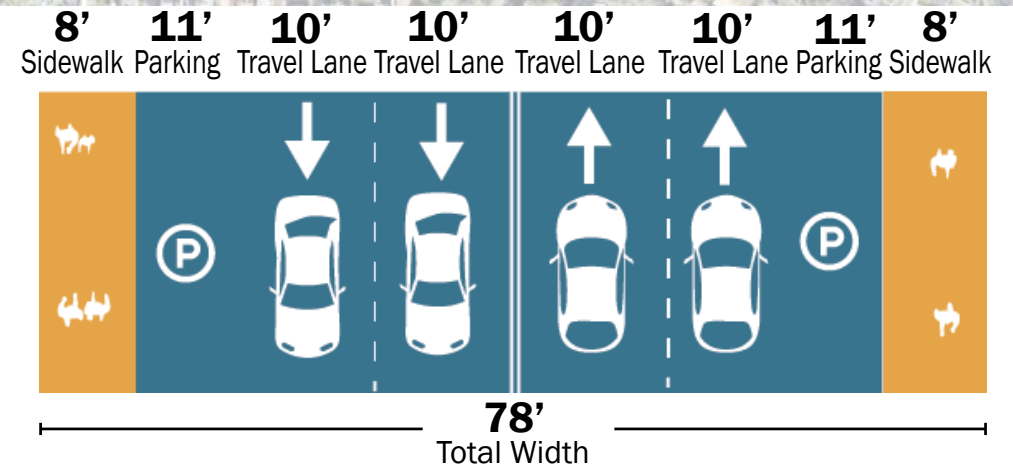 8’ 11’ 10’ 10’ 10’ 10’ 11’ 8’
Sidewalk Parking Travel Lane Travel Lane Travel Lane Travel Lane Parking Sidewalk
P P
78’
Total Width